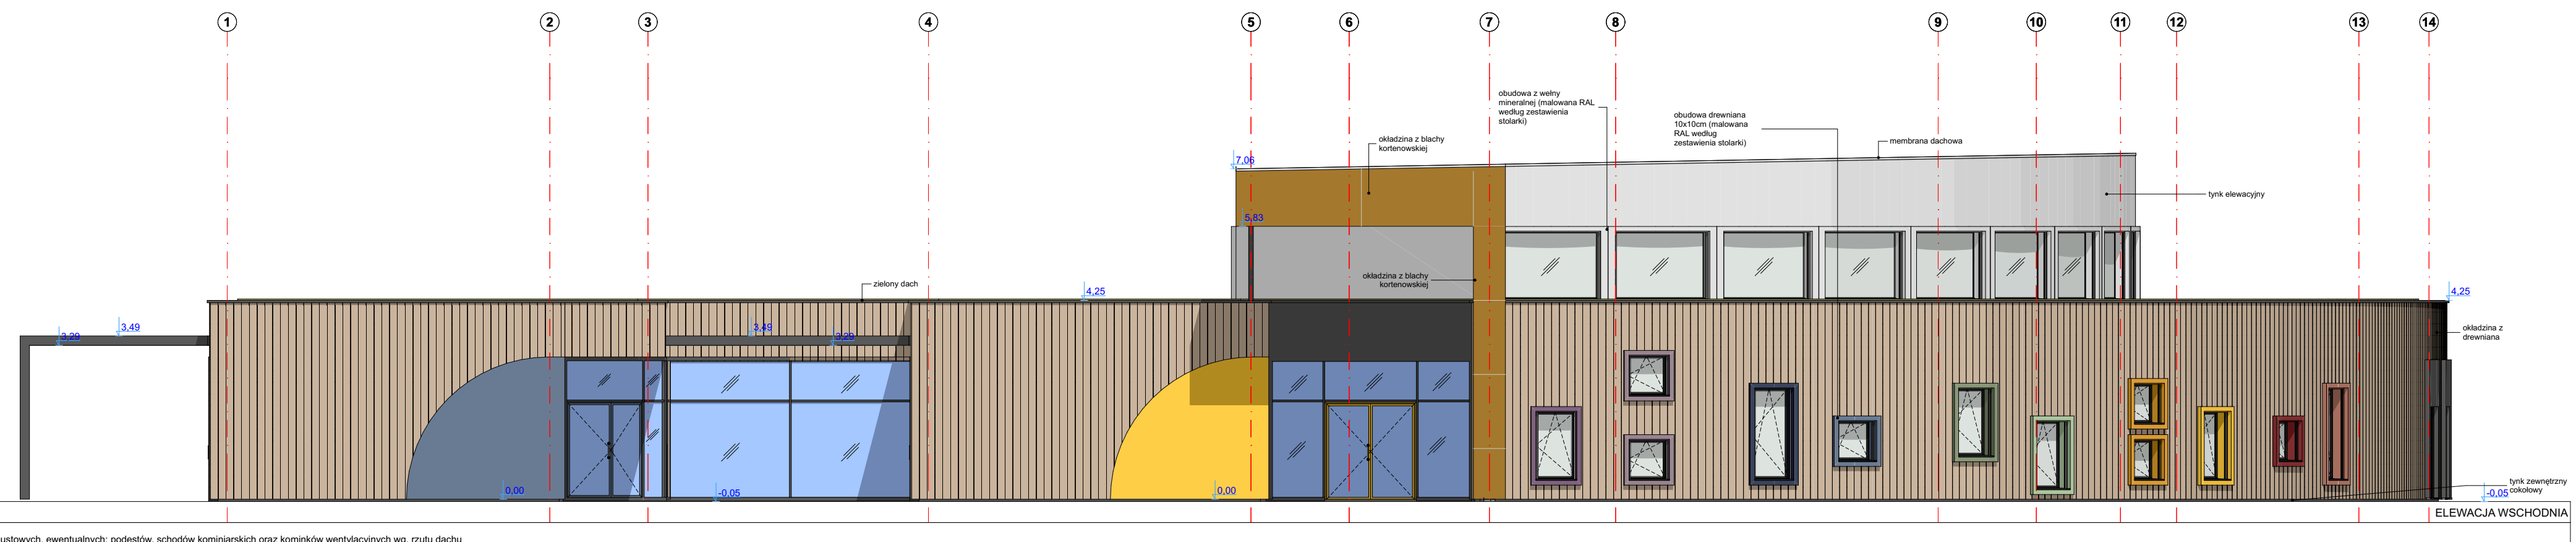 1
2
3
4
5
6
7
8
9
10
11
12
13
14
obudowa z wełny
mineralnej (malowana RAL
według zestawienia
stolarki)
obudowa drewniana
10x10cm (malowana
RAL według
zestawienia stolarki)
okładzina z blachy
kortenowskiej
membrana dachowa
7,06
tynk elewacyjny
5,83
okładzina z blachy
kortenowskiej
zielony dach
4,25
4,25
3,49
3,29
3,49
3,29
okładzina z
drewniana
0,00
-0,05
0,00
tynk zewnętrzny
cokołowy
-0,05
ELEWACJA WSCHODNIA
ustowych, ewentualnych: podestów, schodów kominiarskich oraz kominków wentylacyjnych wg. rzutu dachu